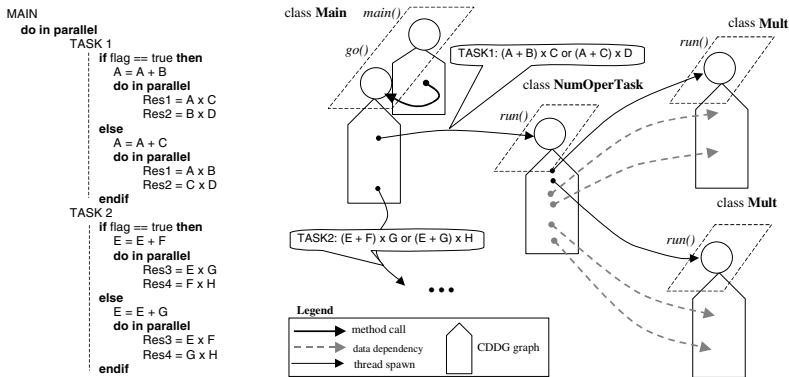 MAIN
do in parallel
TASK 1
if flag == true then
A = A + B
do in parallel
Res1 = A x C
Res2 = B x D
else
A = A + C
do in parallel
Res1 = A x B
Res2 = C x D
endif
TASK 2
if flag == true then
E = E + F
do in parallel
Res3 = E x G
Res4 = F x H
else
E = E + G
do in parallel
Res3 = E x F
Res4 = G x H
endif
class Main
main()
go()
TASK1: (A + B) x C or (A + C) x D
class NumOperTask
run()
class Mult
run()
class Mult
run()
TASK2: (E + F) x G or (E + G) x H
Legend
method call
data dependency
thread spawn
CDDG graph